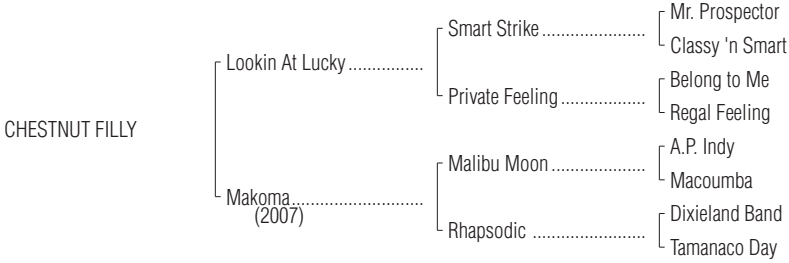 Mr. Prospector
Smart Strike......................
Classy 'n Smart
Lookin At Lucky................
Belong to Me
Private Feeling..................
Regal Feeling
CHESTNUT FILLY
A.P. Indy
Malibu Moon....................
Macoumba
Makoma............................
(2007)
Dixieland Band
Rhapsodic ........................
Tamanaco Day